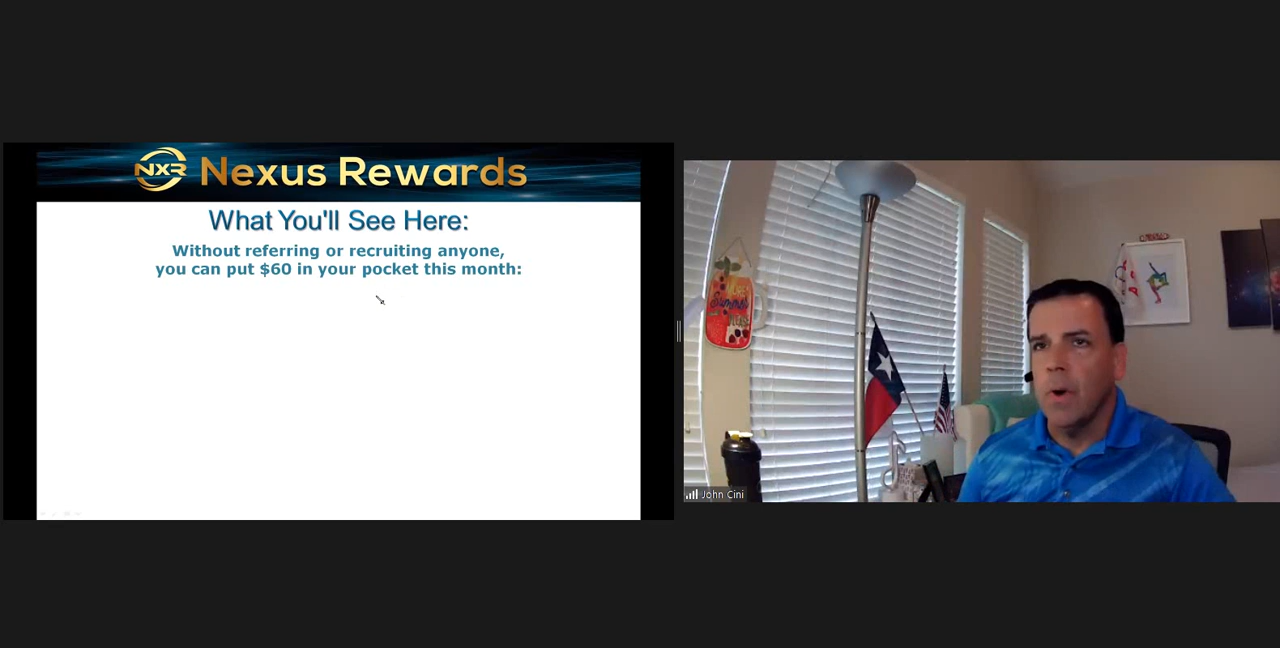 NXR Nexus Rewards
What You'll See Here:
Without referring or recruiting anyone,
you can put $60 in your pocket this month:
Summer
John Cini